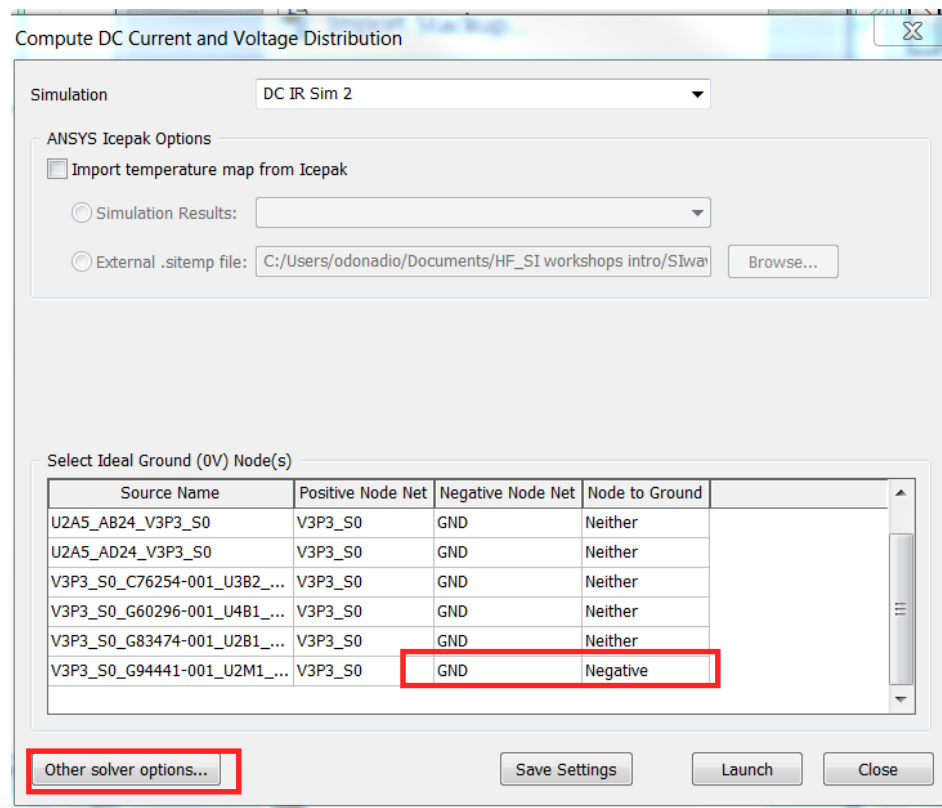 Import Stackup...
Compute DC Current and Voltage Distribution
Simulation DC IR Sim 2
ANSYS Icepak Options
Import temperature map from Icepak
Simulation Results:
External .sitemp file: C:/Users/odonadio/Documents/HF_SI workshops intro/SIwav Browse...
Select Ideal Ground (0V) Node(s)
Source Name Positive Node Net Negative Node Net Node to Ground
U2A5_AB24_V3P3_S0 V3P3_S0 GND Neither
U2A5_AD24_V3P3_S0 V3P3_S0 GND Neither
V3P3_S0_C76254-001_U3B2_... V3P3_S0 GND Neither
V3P3_S0_G60296-001_U4B1_... V3P3_S0 GND Neither
V3P3_S0_G83474-001_U2B1_... V3P3_S0 GND Neither
V3P3_S0_G94441-001_U2M1_... V3P3_S0 GND Negative
Other solver options... Save Settings Launch Close